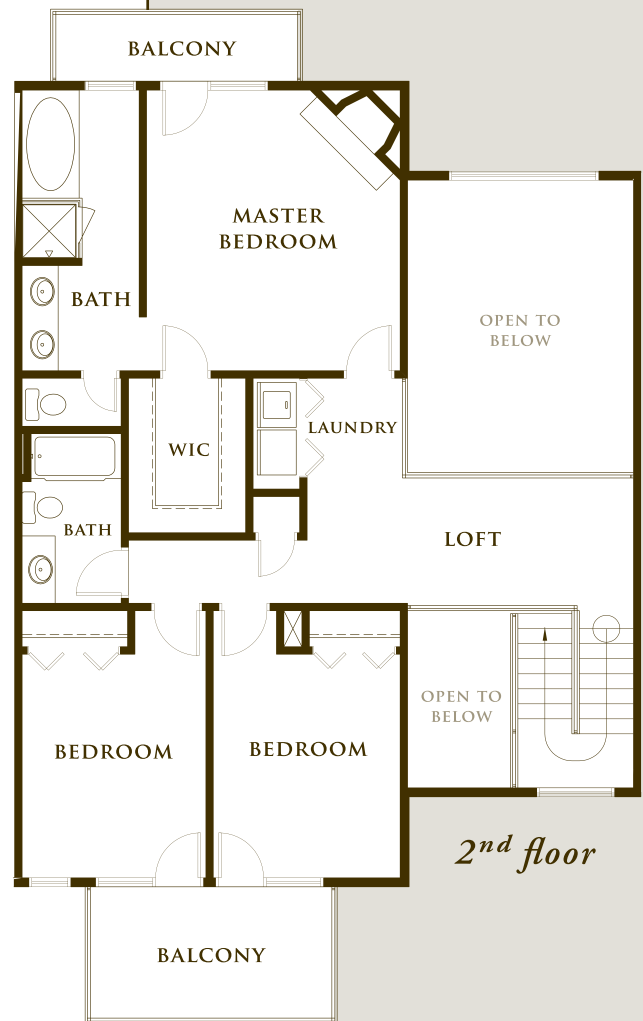 BALCONY
MASTER
BEDROOM
BATH
OPEN TO
BELOW
LAUNDRY
WIC
BATH
LOFT
OPEN TO
BELOW
BEDROOM
BEDROOM
2nd floor
BALCONY